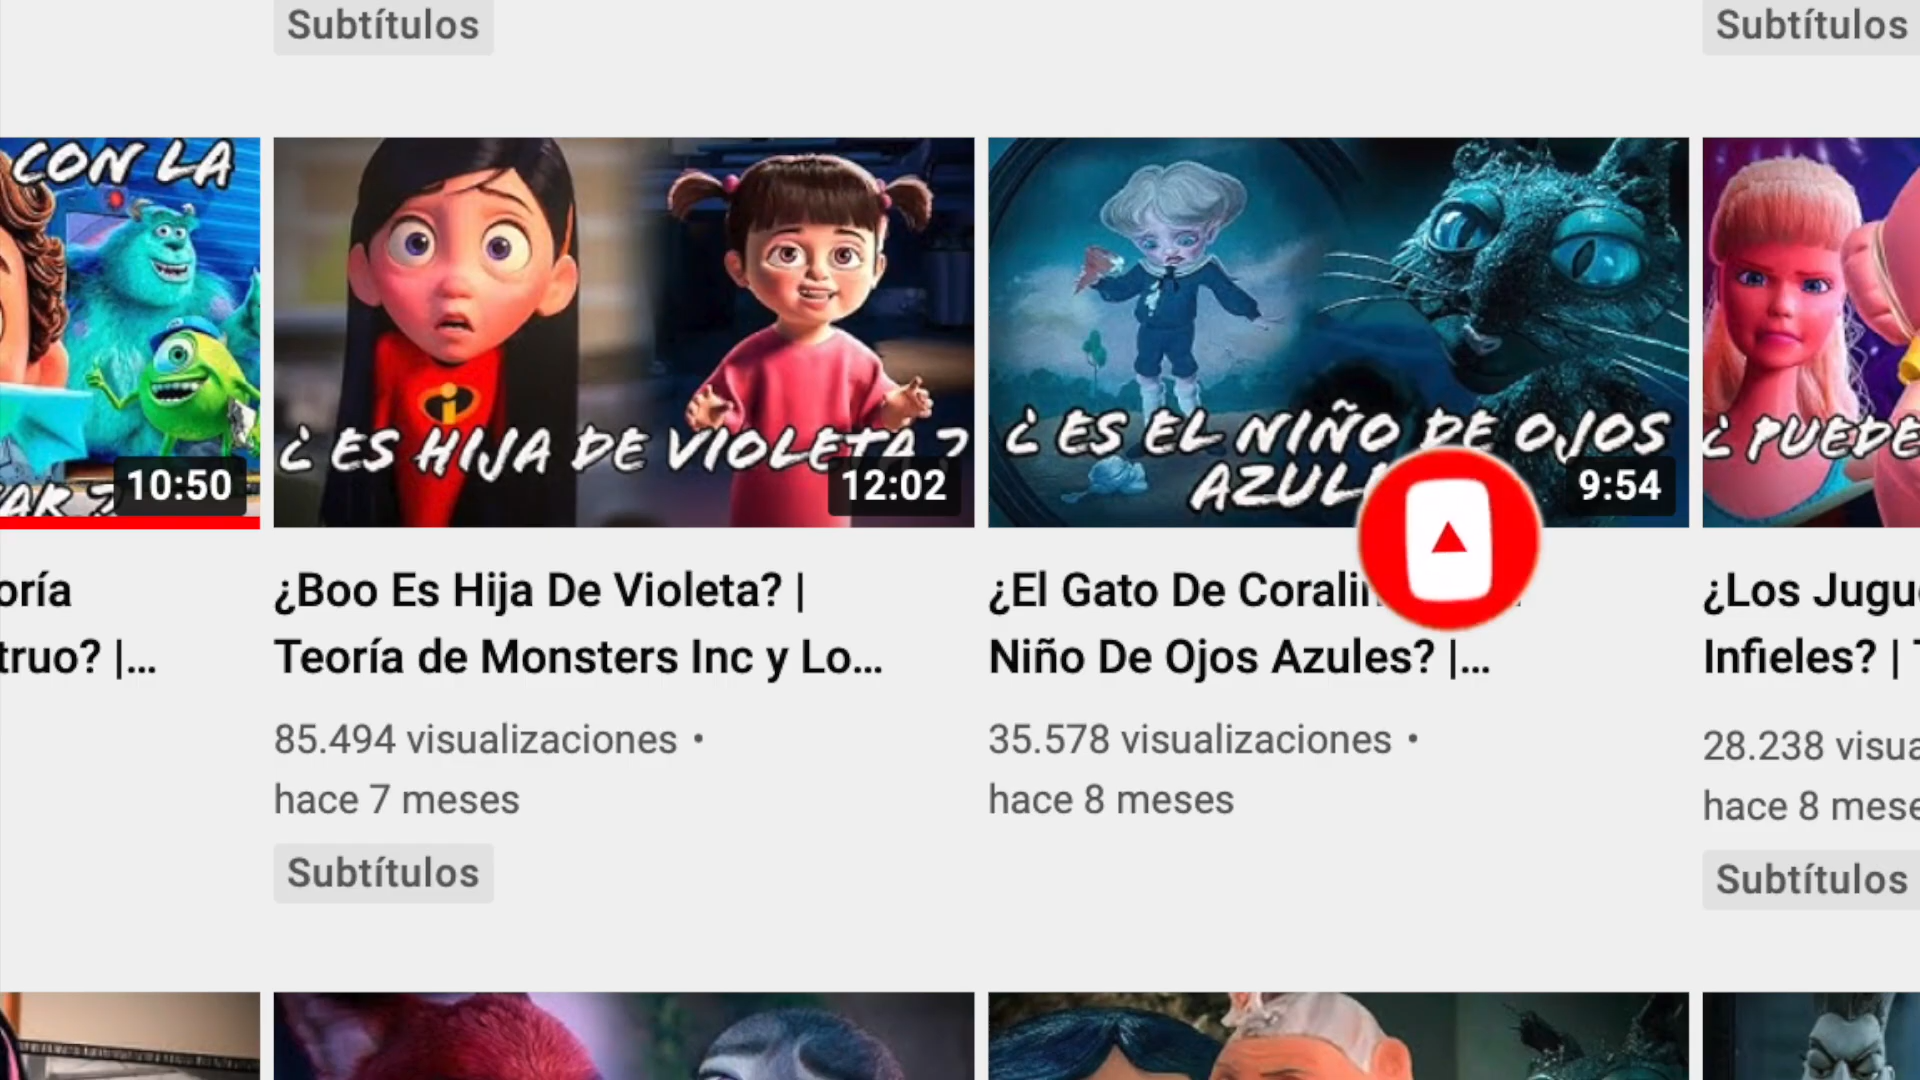 Subtítulos
Subtítulos
CON LA
10:50
¿ ES HIJA DE VIOLETA ?
12:02
¿ ES EL NIÑO DE OJOS
9:54
¿ PUEDE
oría
truo? |...
¿Boo Es Hija De Violeta? |
Teoría de Monsters Inc y Lo...
85.494 visualizaciones •
hace 7 meses
Subtítulos
¿El Gato De
Niño De Ojos Azules? |...
35.578 visualizaciones •
hace 8 meses
¿Los Jugu
Infieles? |
28.238 visua
hace 8 mese
Subtítulos